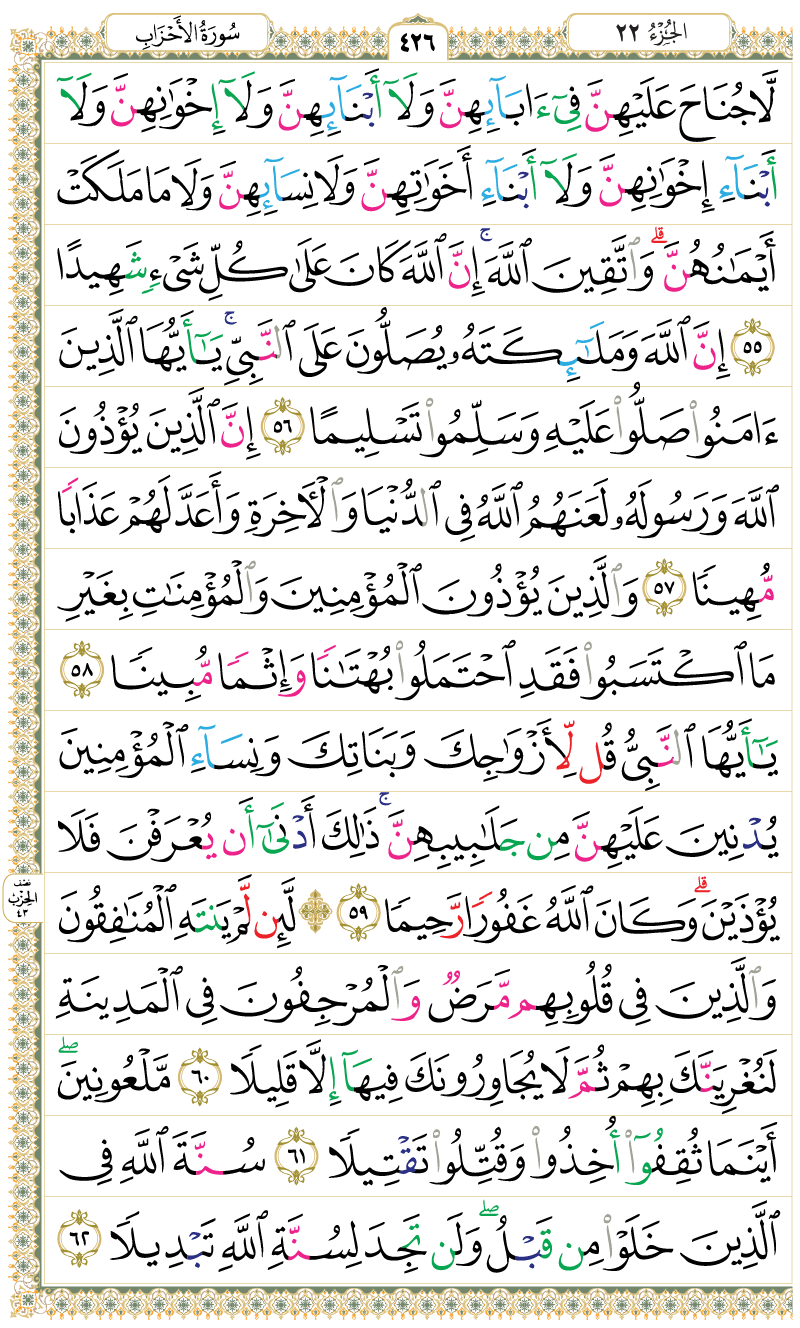 الجُزْءُ ٢٢
٤٢٦
سُورَةُ الأَحْزَابِ
لَّا جُنَاحَ عَلَيْهِنَّ فِىٓ ءَابَآئِهِنَّ وَلَآ أَبْنَآئِهِنَّ وَلَآ إِخْوَٰنِهِنَّ وَلَآ
أَبْنَآءِ إِخْوَٰنِهِنَّ وَلَآ أَبْنَآءِ أَخَوَٰتِهِنَّ وَلَا نِسَآئِهِنَّ وَلَا مَا مَلَكَتْ
أَيْمَـٰنُهُنَّ ۗ وَٱتَّقِينَ ٱللَّهَ ۚ إِنَّ ٱللَّهَ كَانَ عَلَىٰ كُلِّ شَىْءٍ شَهِيدًا
٥٥ إِنَّ ٱللَّهَ وَمَلَـٰٓئِكَتَهُۥ يُصَلُّونَ عَلَى ٱلنَّبِىِّ ۚ يَـٰٓأَيُّهَا ٱلَّذِينَ
ءَامَنُوا۟ صَلُّوا۟ عَلَيْهِ وَسَلِّمُوا۟ تَسْلِيمًا ٥٦ إِنَّ ٱلَّذِينَ يُؤْذُونَ
ٱللَّهَ وَرَسُولَهُۥ لَعَنَهُمُ ٱللَّهُ فِى ٱلدُّنْيَا وَٱلْـَٔاخِرَةِ وَأَعَدَّ لَهُمْ عَذَابًا
مُّهِينًا ٥٧ وَٱلَّذِينَ يُؤْذُونَ ٱلْمُؤْمِنِينَ وَٱلْمُؤْمِنَـٰتِ بِغَيْرِ
مَا ٱكْتَسَبُوا۟ فَقَدِ ٱحْتَمَلُوا۟ بُهْتَـٰنًا وَإِثْمًا مُّبِينًا ٥٨
يَـٰٓأَيُّهَا ٱلنَّبِىُّ قُل لِّأَزْوَٰجِكَ وَبَنَاتِكَ وَنِسَآءِ ٱلْمُؤْمِنِينَ
يُدْنِينَ عَلَيْهِنَّ مِن جَلَـٰبِيبِهِنَّ ۚ ذَٰلِكَ أَدْنَىٰٓ أَن يُعْرَفْنَ فَلَا
يُؤْذَيْنَ ۗ وَكَانَ ٱللَّهُ غَفُورًا رَّحِيمًا ٥٩ ۞ لَّئِن لَّمْ يَنتَهِ ٱلْمُنَـٰفِقُونَ
نصف
الحِزْبِ
٤٣
وَٱلَّذِينَ فِى قُلُوبِهِم مَّرَضٌ وَٱلْمُرْجِفُونَ فِى ٱلْمَدِينَةِ
لَنُغْرِيَنَّكَ بِهِمْ ثُمَّ لَا يُجَاوِرُونَكَ فِيهَآ إِلَّا قَلِيلًا ٦٠ مَّلْعُونِينَ ۖ
أَيْنَمَا ثُقِفُوٓا۟ أُخِذُوا۟ وَقُتِّلُوا۟ تَقْتِيلًا ٦١ سُنَّةَ ٱللَّهِ فِى
ٱلَّذِينَ خَلَوْا۟ مِن قَبْلُ ۖ وَلَن تَجِدَ لِسُنَّةِ ٱللَّهِ تَبْدِيلًا ٦٢